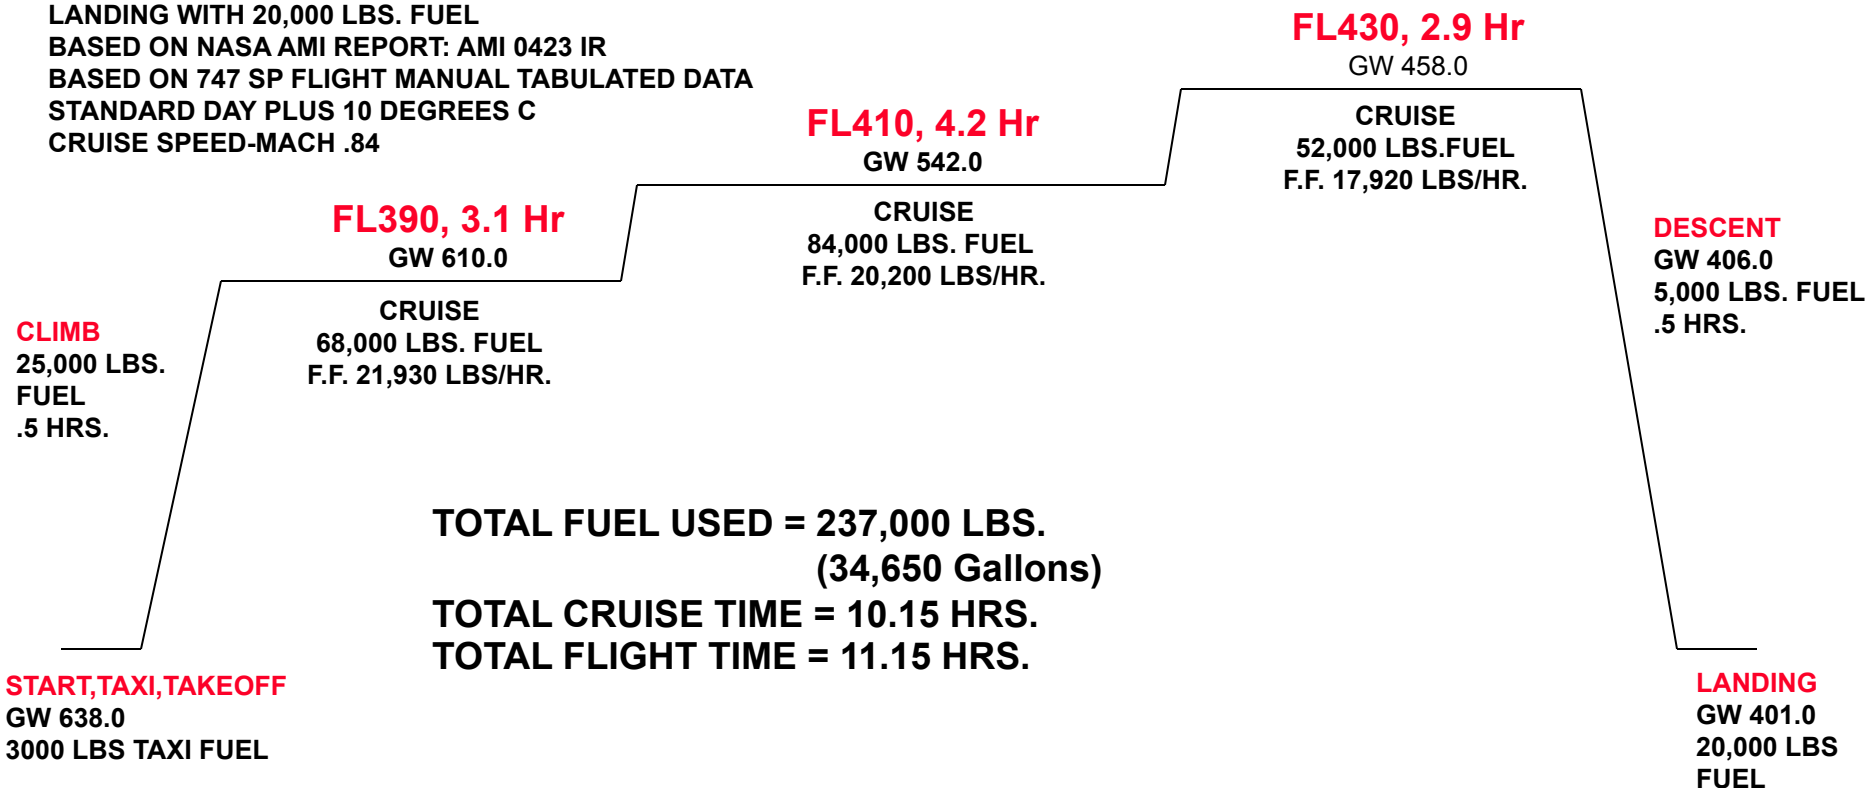 LANDING WITH 20,000 LBS. FUEL
BASED ON NASA AMI REPORT: AMI 0423 IR
BASED ON 747 SP FLIGHT MANUAL TABULATED DATA
STANDARD DAY PLUS 10 DEGREES C
CRUISE SPEED-MACH .84
FL430, 2.9 Hr
GW 458.0
CRUISE
52,000 LBS.FUEL
F.F. 17,920 LBS/HR.
FL410, 4.2 Hr
GW 542.0
CRUISE
84,000 LBS. FUEL
F.F. 20,200 LBS/HR.
FL390, 3.1 Hr
GW 610.0
CRUISE
68,000 LBS. FUEL
F.F. 21,930 LBS/HR.
DESCENT
GW 406.0
5,000 LBS. FUEL
.5 HRS.
CLIMB
25,000 LBS.
FUEL
.5 HRS.
TOTAL FUEL USED = 237,000 LBS.
(34,650 Gallons)
TOTAL CRUISE TIME = 10.15 HRS.
TOTAL FLIGHT TIME = 11.15 HRS.
START,TAXI,TAKEOFF
GW 638.0
3000 LBS TAXI FUEL
LANDING
GW 401.0
20,000 LBS
FUEL